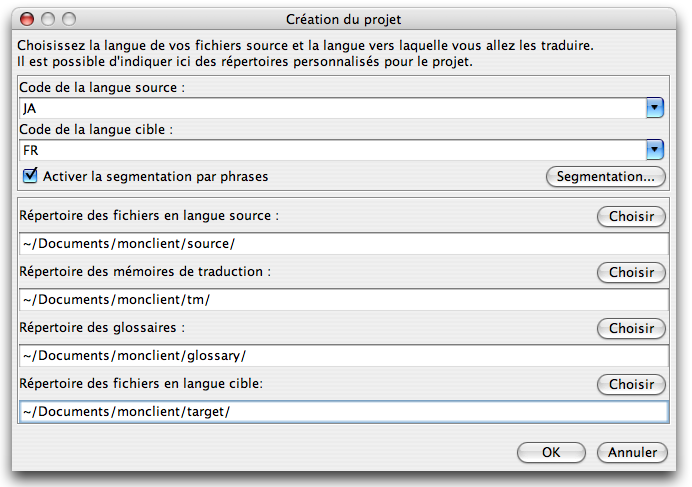 Création du projet
Choisissez la langue de vos fichiers source et la langue vers laquelle vous allez les traduire.
Il est possible d'indiquer ici des répertoires personnalisés pour le projet.
Code de la langue source :
JA
Code de la langue cible :
FR
Activer la segmentation par phrases Segmentation...
Répertoire des fichiers en langue source : Choisir
~/Documents/monclient/source/
Répertoire des mémoires de traduction : Choisir
~/Documents/monclient/tm/
Répertoire des glossaires : Choisir
~/Documents/monclient/glossary/
Répertoire des fichiers en langue cible: Choisir
~/Documents/monclient/target/
OK Annuler